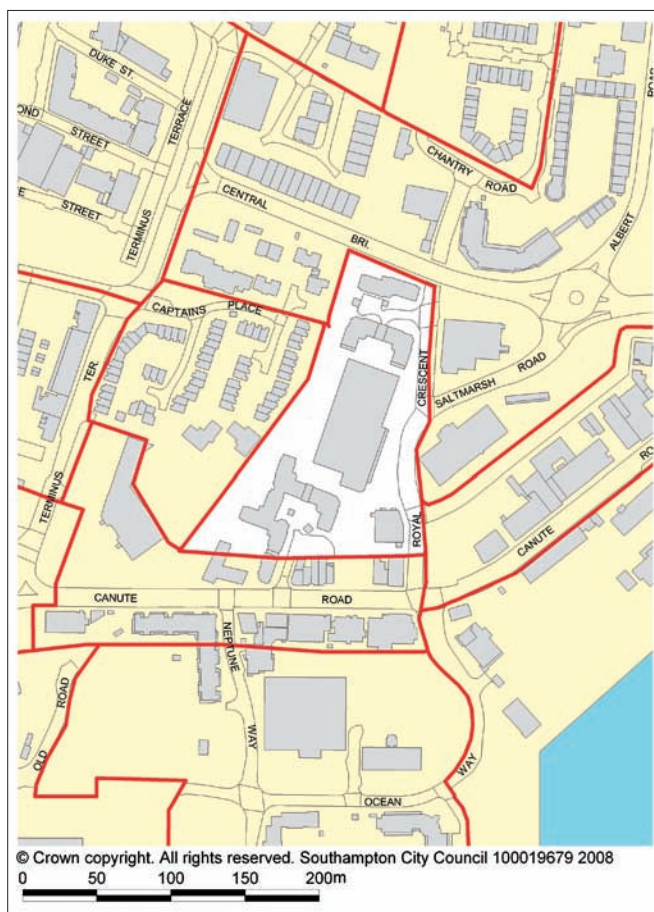 DUKE ST.
OND
STREET
TERRACE
E
STREET
TERMINUS
CHANTRY
ROAD
ROAD
ALBERT
CENTRAL
BRI.
CAPTAINS
PLACE
TER.
TERMINUS
CRESCENT
SALTMARSH
ROAD
ROYAL
RO
CANUTE
CANUTE
ROAD
NEPTUNE
WAY
OLD
ROAD
OCEAN
WAY
© Crown copyright. All rights reserved. Southampton City Council 100019679 2008
0 50 100 150 200m